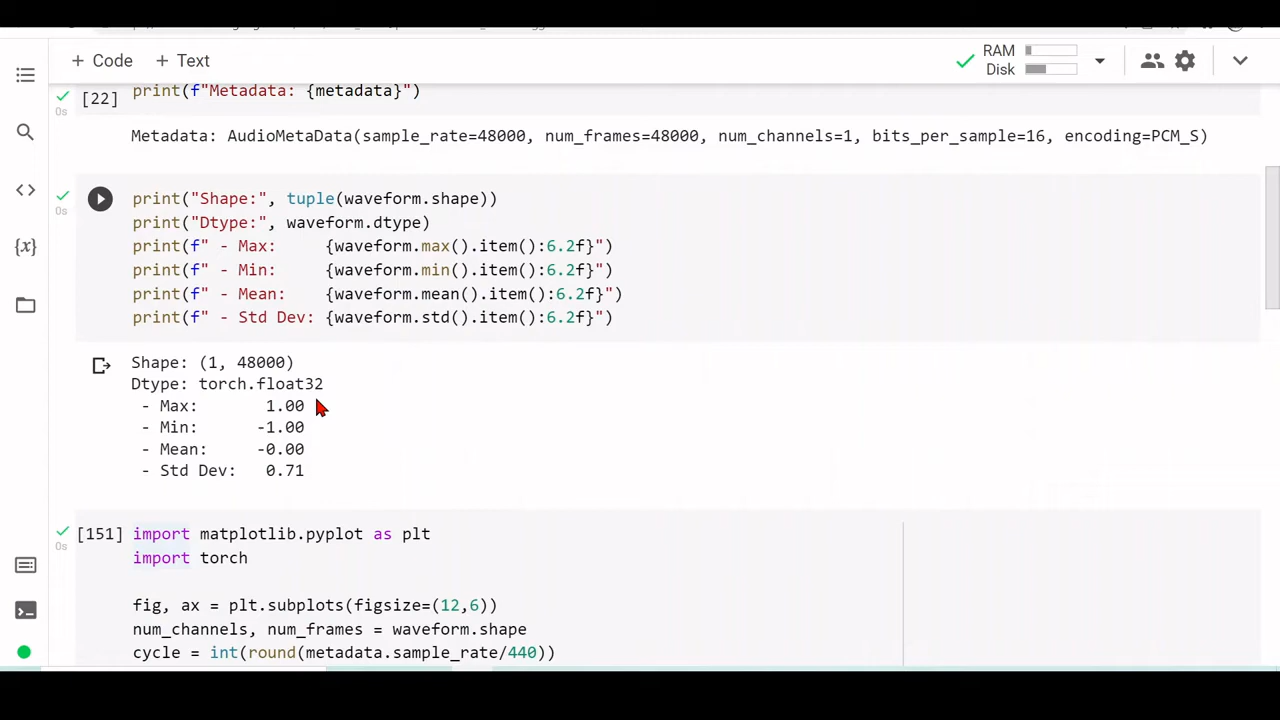 + Code + Text
RAM
Disk
print(f"Metadata: {metadata}")
[22]
0s
Metadata: AudioMetaData(sample_rate=48000, num_frames=48000, num_channels=1, bits_per_sample=16, encoding=PCM_S)
print("Shape:", tuple(waveform.shape))
0s
print("Dtype:", waveform.dtype)
print(f" - Max:     {waveform.max().item():6.2f}")
print(f" - Min:     {waveform.min().item():6.2f}")
{x}
print(f" - Mean:    {waveform.mean().item():6.2f}")
print(f" - Std Dev: {waveform.std().item():6.2f}")
Shape: (1, 48000)
Dtype: torch.float32
- Max:       1.00
- Min:      -1.00
- Mean:     -0.00
- Std Dev:   0.71
[151] import matplotlib.pyplot as plt
0s
import torch
fig, ax = plt.subplots(figsize=(12,6))
num_channels, num_frames = waveform.shape
cycle = int(round(metadata.sample_rate/440))